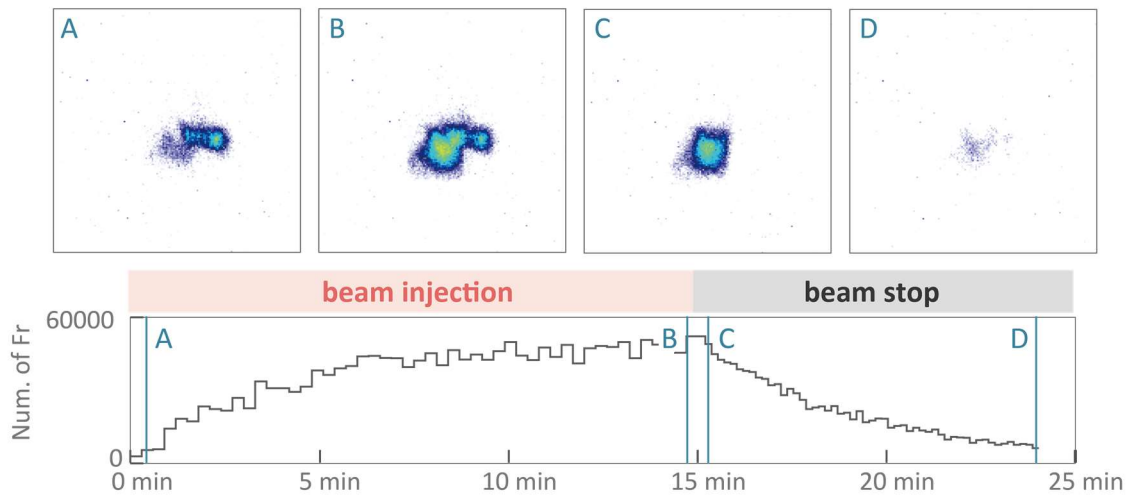 A B C D
beam injection beam stop
60000
A B C D
Num. of Fr
0
0 min 5 min 10 min 15 min 20 min 25 min